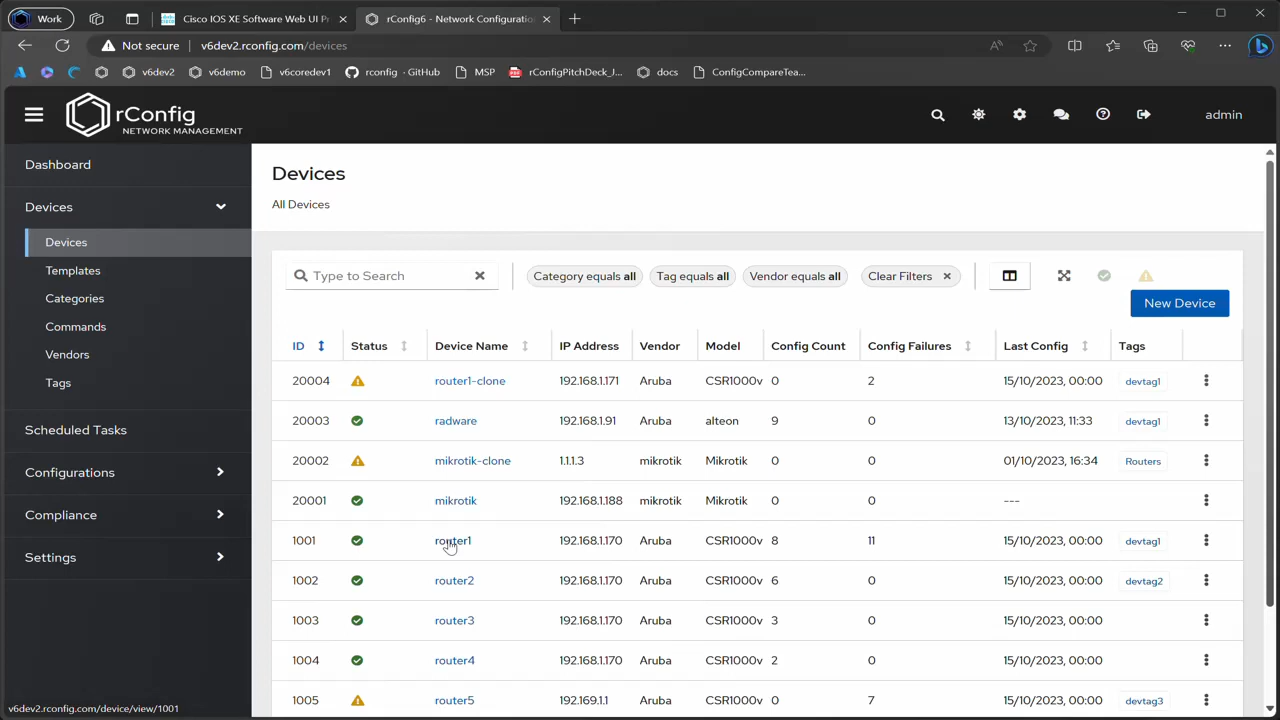 Work
Cisco IOS XE Software Web UI Pr
rConfig6 - Network Configuratio
Not secure
v6dev2.rconfig.com/devices
v6dev2
v6demo
v6coredev1
rconfig · GitHub
MSP
rConfigPitchDeck_J...
docs
ConfigCompareTea...
rConfig
NETWORK MANAGEMENT
admin
Dashboard
Devices
Devices
Templates
Categories
Commands
Vendors
Tags
Scheduled Tasks
Configurations
Compliance
Settings
Devices
All Devices
Type to Search
Category equals all
Tag equals all
Vendor equals all
Clear Filters
New Device
ID Status Device Name IP Address Vendor Model Config Count Config Failures Last Config Tags
20004 router1-clone 192.168.1.171 Aruba CSR1000v 0 2 15/10/2023, 00:00 devtag1
20003 radware 192.168.1.91 Aruba alteon 9 0 13/10/2023, 11:33 devtag1
20002 mikrotik-clone 1.1.1.3 mikrotik Mikrotik 0 0 01/10/2023, 16:34 Routers
20001 mikrotik 192.168.1.188 mikrotik Mikrotik 0 0 ---
1001 router1 192.168.1.170 Aruba CSR1000v 8 11 15/10/2023, 00:00 devtag1
1002 router2 192.168.1.170 Aruba CSR1000v 6 0 15/10/2023, 00:00 devtag2
1003 router3 192.168.1.170 Aruba CSR1000v 3 0 15/10/2023, 00:00
1004 router4 192.168.1.170 Aruba CSR1000v 2 0 15/10/2023, 00:00
1005 router5 192.169.1.1 Aruba CSR1000v 0 7 15/10/2023, 00:00 devtag3
v6dev2.rconfig.com/device/view/1001